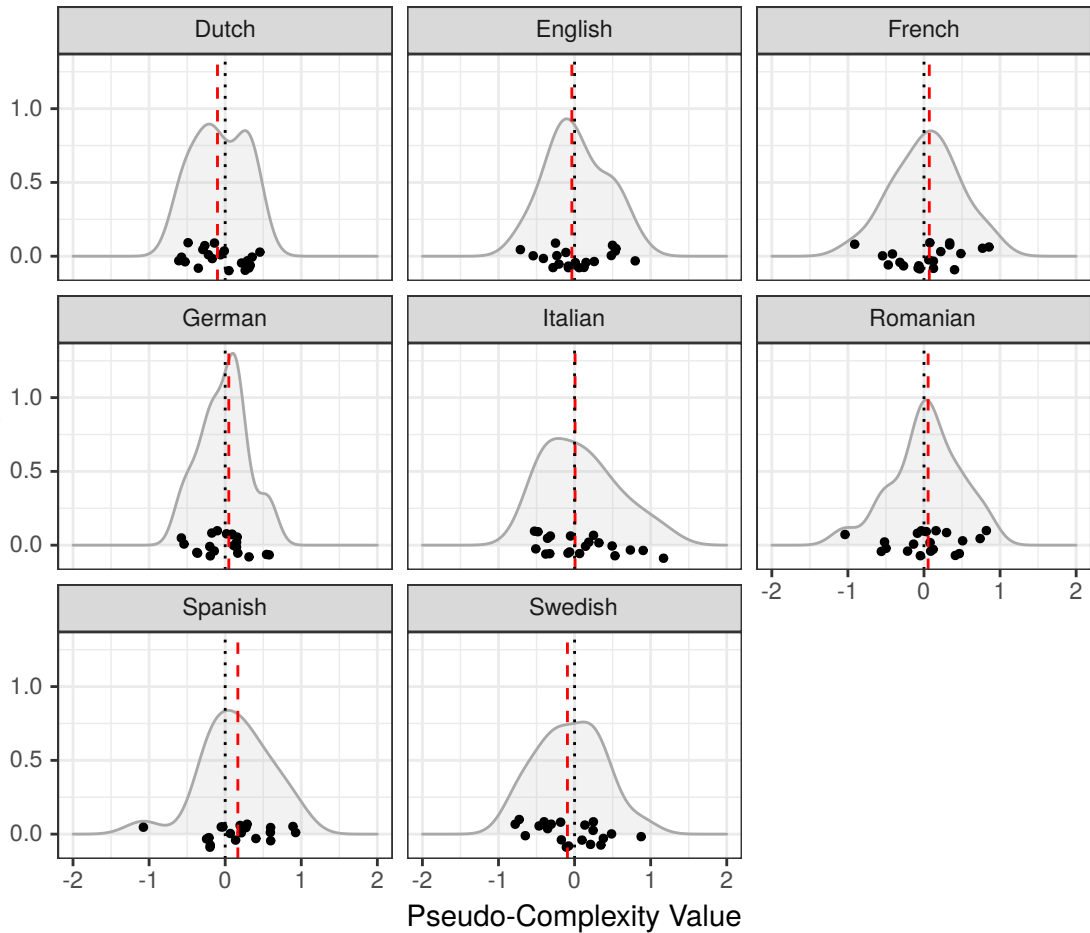 Dutch English French
1.0
0.5
0.0
German Italian Romanian
1.0
0.5
0.0
-2 -1 0 1 2
Spanish Swedish
1.0
0.5
0.0
-2 -1 0 1 2 -2 -1 0 1 2
Pseudo-Complexity Value